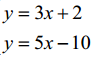 y = 3x + 2
y = 5x − 10